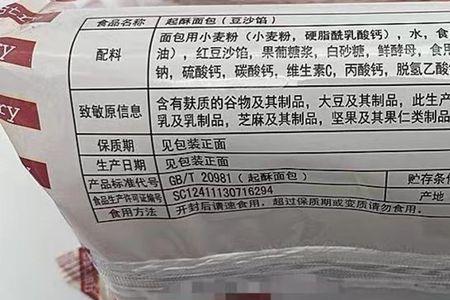 食品名称 起酥面包(豆沙馅)
配料 面包用小麦粉(小麦粉,硬脂酰乳酸钙),水,食
油),红豆沙馅,果葡糖浆,白砂糖,鲜酵母,食
钠,硫酸钙,碳酸钙,维生素C,丙酸钙,脱氢乙酸
致敏原信息 含有麸质的谷物及其制品,大豆及其制品,此生产
乳及乳制品,芝麻及其制品,坚果及其果仁类制品
保质期 见包装正面
生产日期 见包装正面
产品标准代号 GB/T 20981(起酥面包) 贮存条
食品生产许可证编号 SC12411130716294 产地
食用方法 开封后请速食用,超过保质期或变质请勿食用。
ry